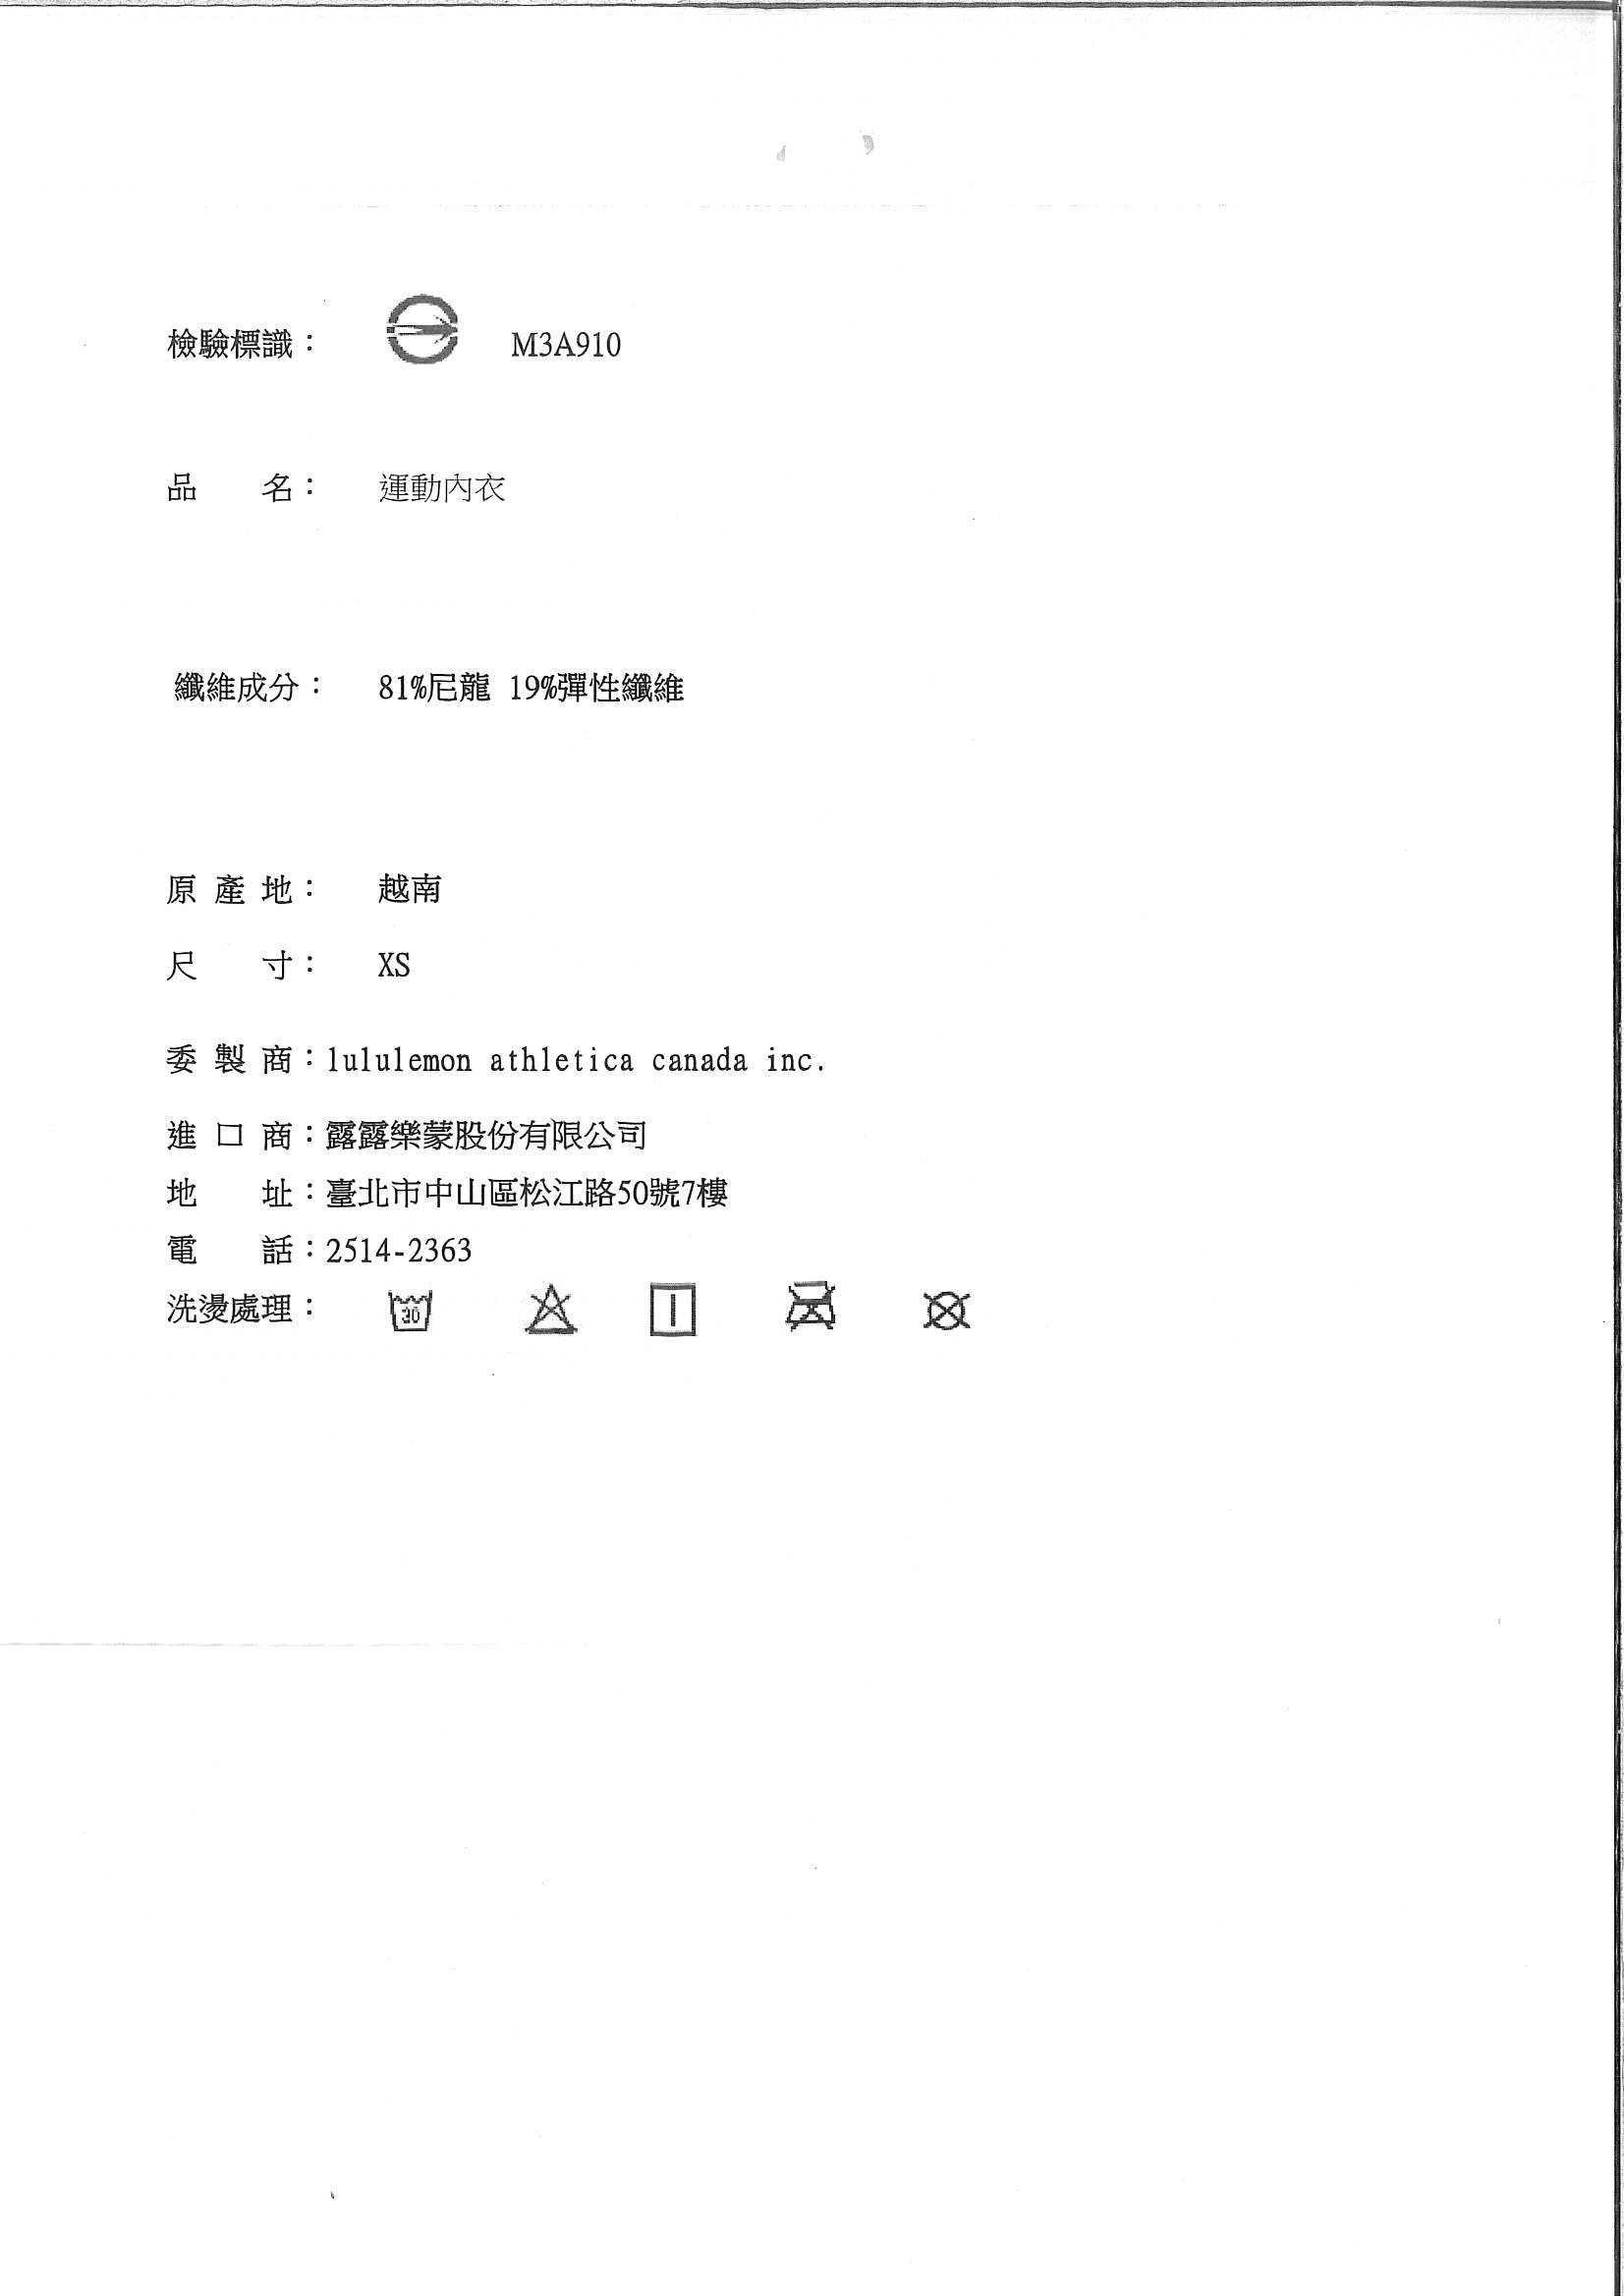 檢驗標識： M3A910
品　　名： 運動內衣
纖維成分： 81%尼龍 19%彈性纖維
原 產 地： 越南
尺　　寸： XS
委 製 商：lululemon athletica canada inc.
進 口 商：露露樂蒙股份有限公司
地　　址：臺北市中山區松江路50號7樓
電　　話：2514-2363
洗燙處理： 30